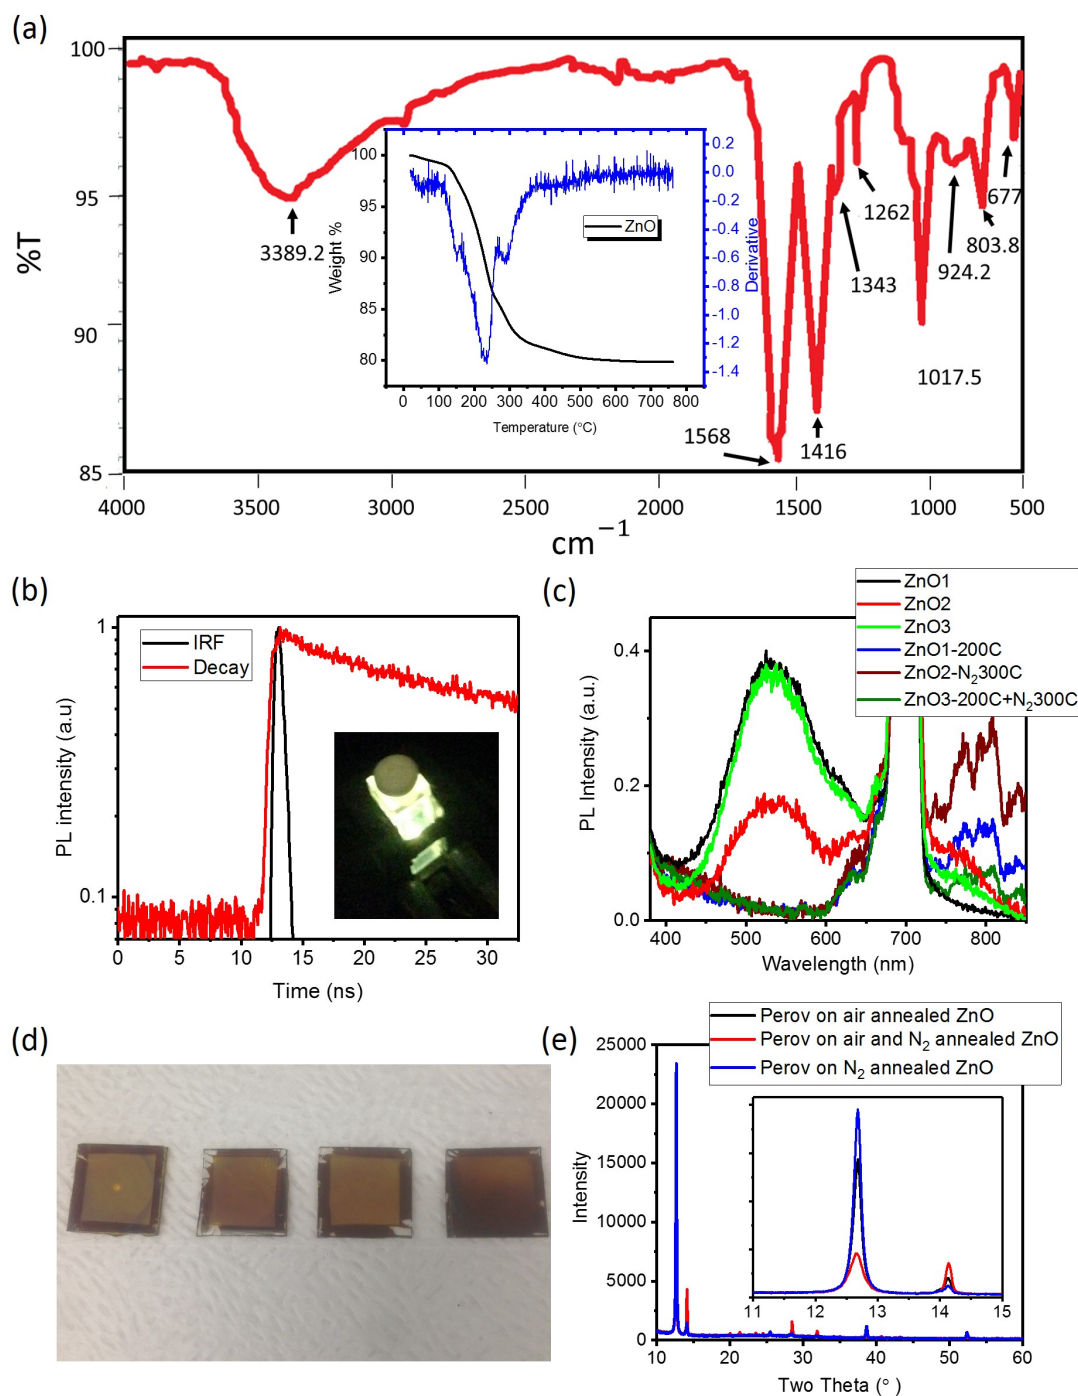 (a)
100
95
90
85
%T
3389.2
1568
1416
1343
1262
1017.5
924.2
803.8
677
4000
3500
3000
2500
2000
1500
1000
500
cm⁻¹
100
95
90
85
80
Weight %
ZnO
0.2
0.0
-0.2
-0.4
-0.6
-0.8
-1.0
-1.2
-1.4
Derivative
0 100 200 300 400 500 600 700 800
Temperature (°C)
(b)
IRF
Decay
1
0.1
PL intensity (a.u)
0 5 10 15 20 25 30
Time (ns)
(c)
ZnO1
ZnO2
ZnO3
ZnO1-200C
ZnO2-N₂300C
ZnO3-200C+N₂300C
0.4
0.2
0.0
PL Intensity (a.u.)
400 500 600 700 800
Wavelength (nm)
(d)
(e)
Perov on air annealed ZnO
Perov on air and N₂ annealed ZnO
Perov on N₂ annealed ZnO
25000
20000
15000
10000
5000
0
Intensity
11 12 13 14 15
10 20 30 40 50 60
Two Theta (° )